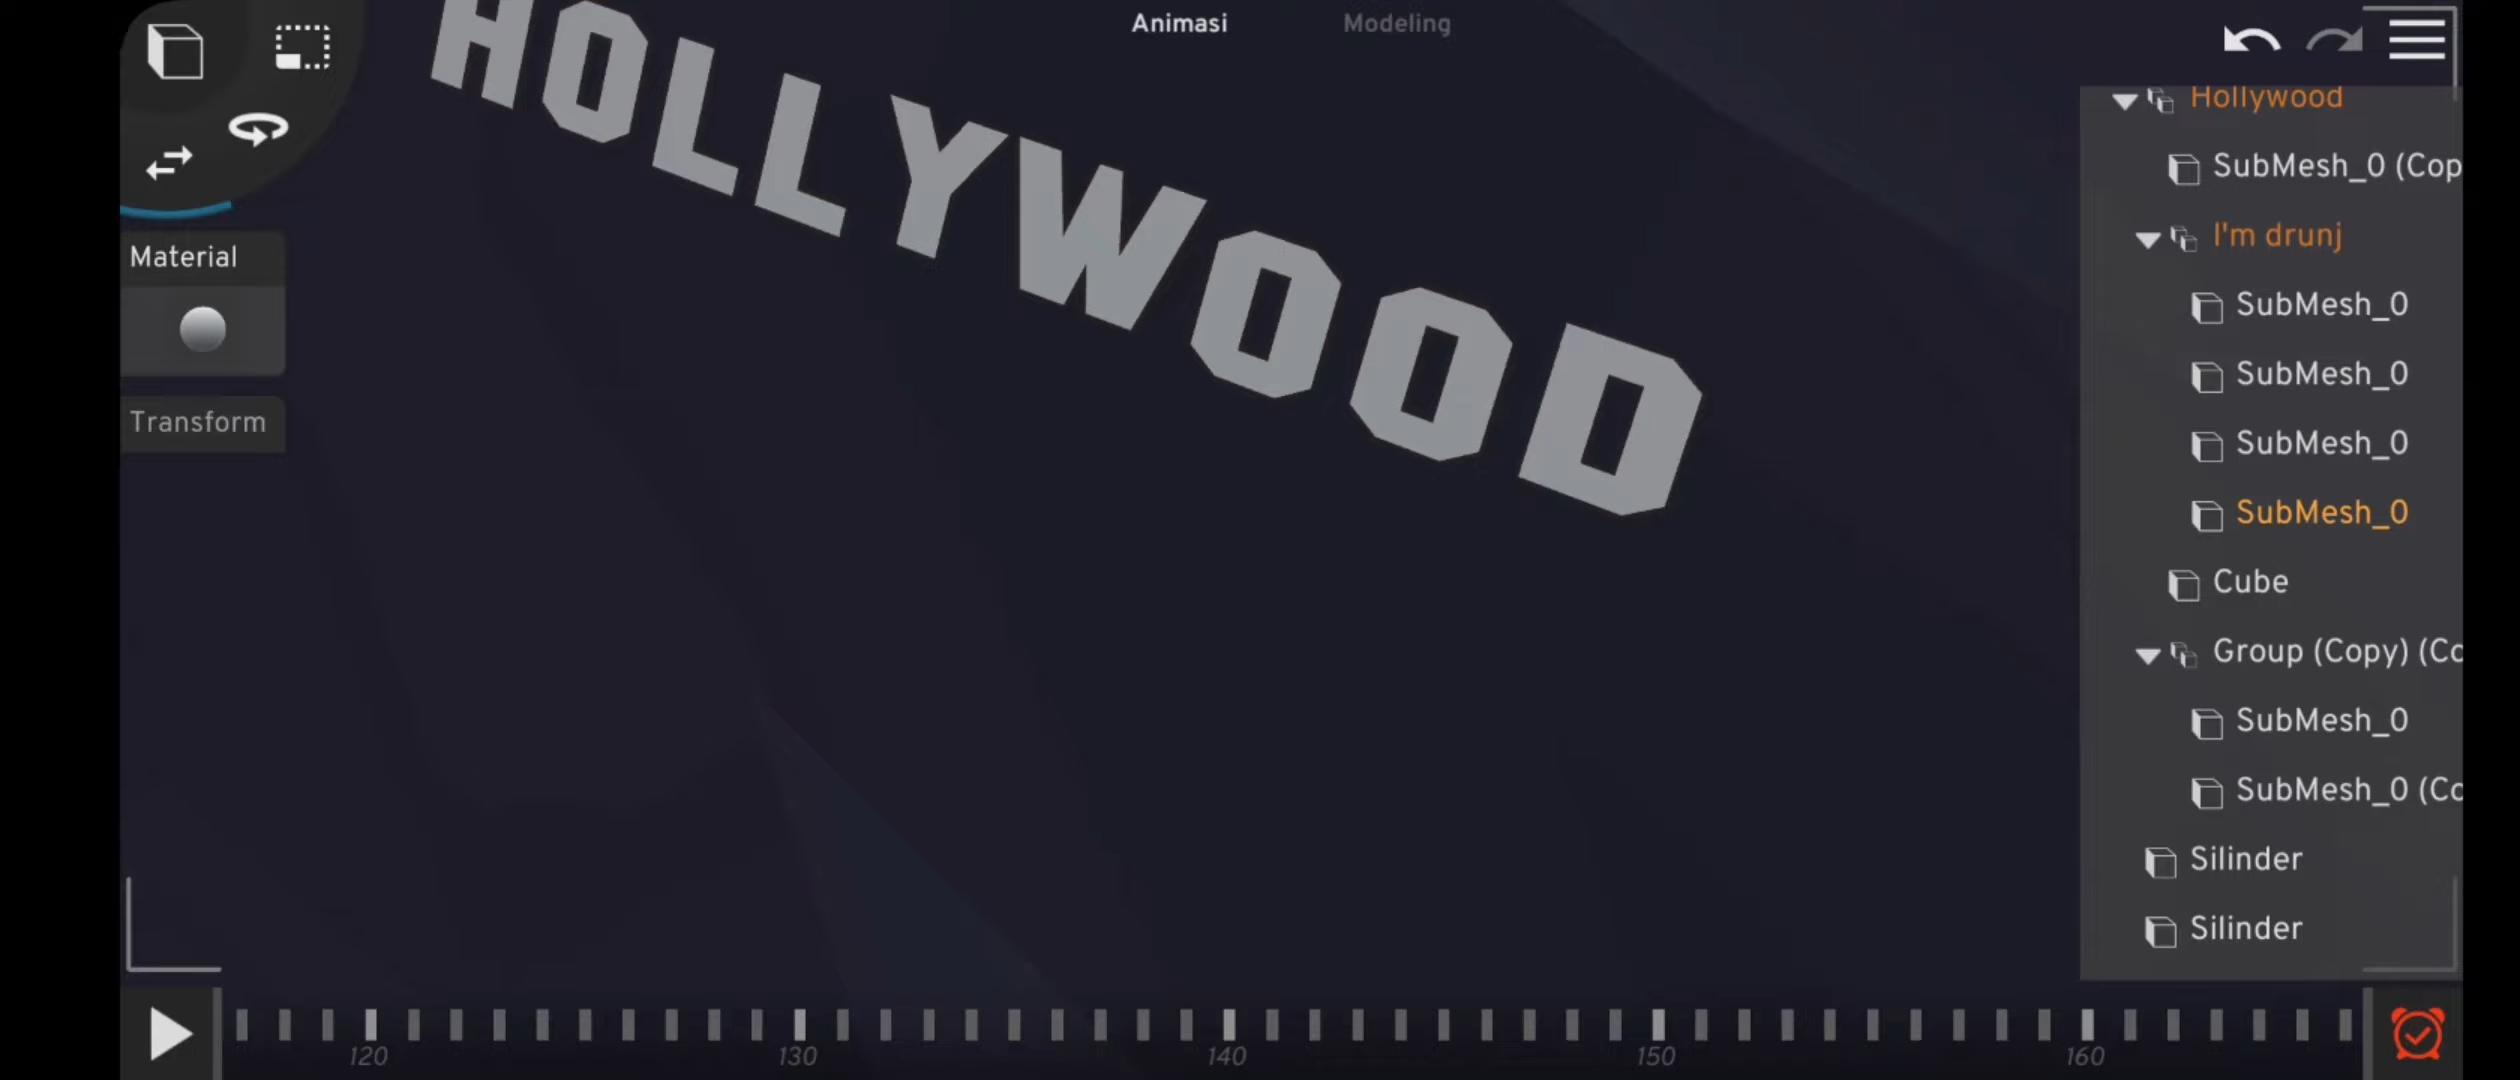 Animasi
Modeling
HOLLYWOOD
Material
Transform
Hollywood
SubMesh_0 (Cop
I'm drunj
SubMesh_0
SubMesh_0
SubMesh_0
SubMesh_0
Cube
Group (Copy) (Co
SubMesh_0
SubMesh_0 (Co
Silinder
Silinder
120 130 140 150 160